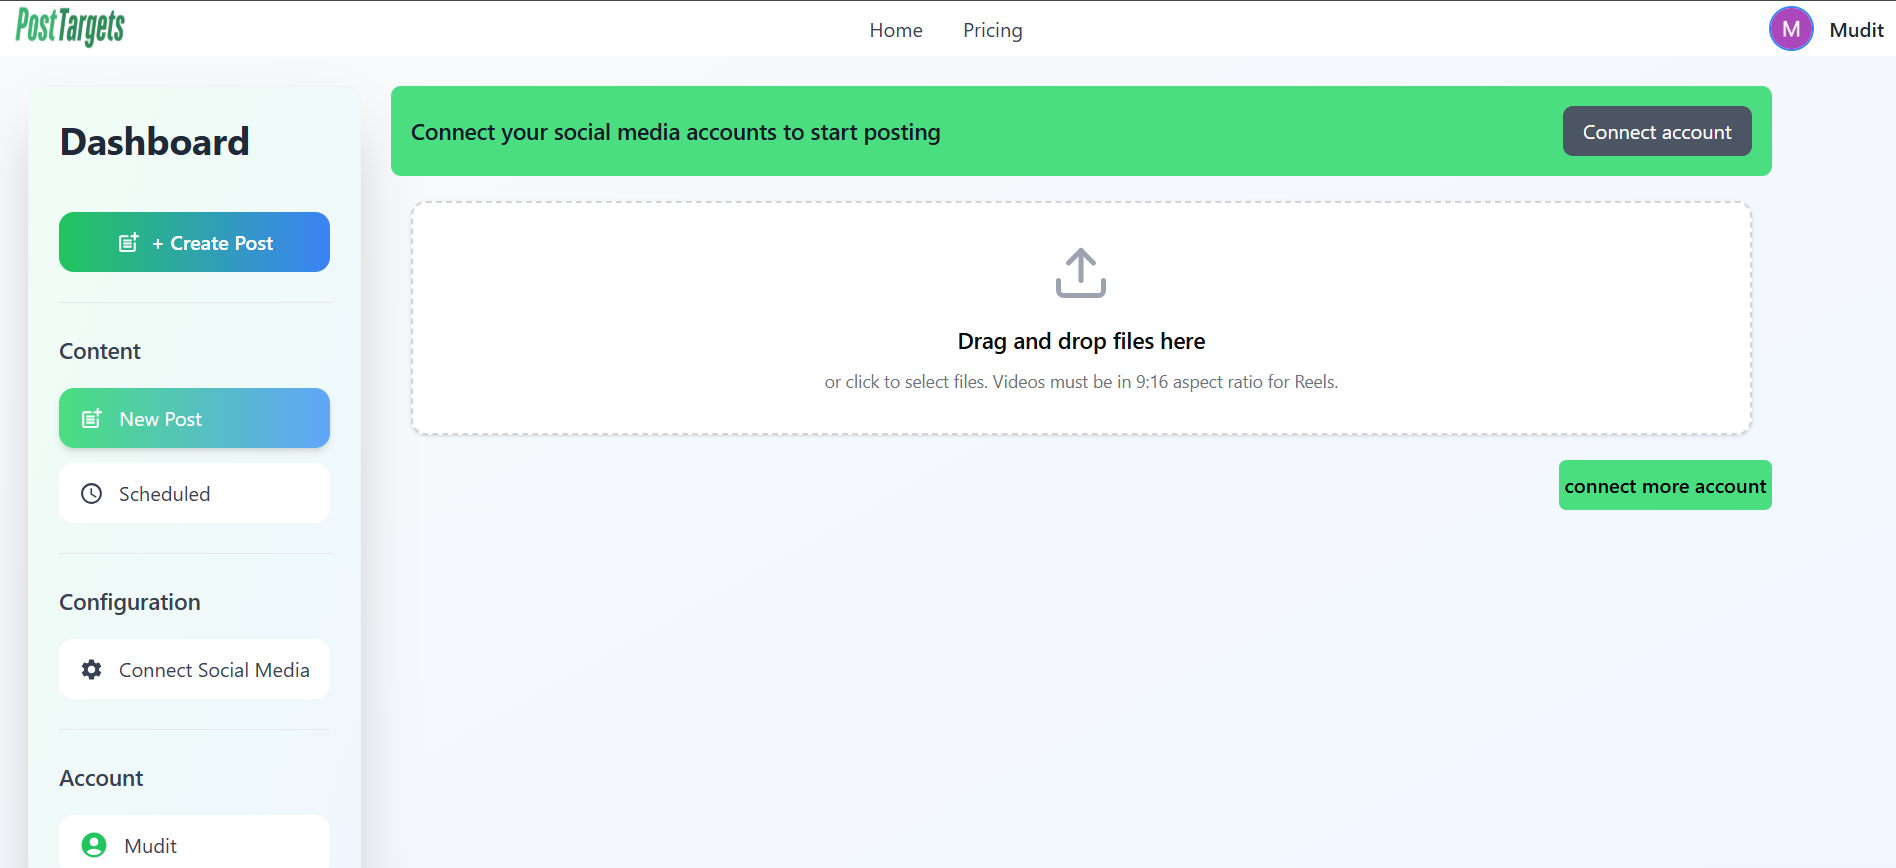 PostTargets
Home
Pricing
M
Mudit
Dashboard
+ Create Post
Content
New Post
Scheduled
Configuration
Connect Social Media
Account
Mudit
Connect your social media accounts to start posting
Connect account
Drag and drop files here
or click to select files. Videos must be in 9:16 aspect ratio for Reels.
connect more account